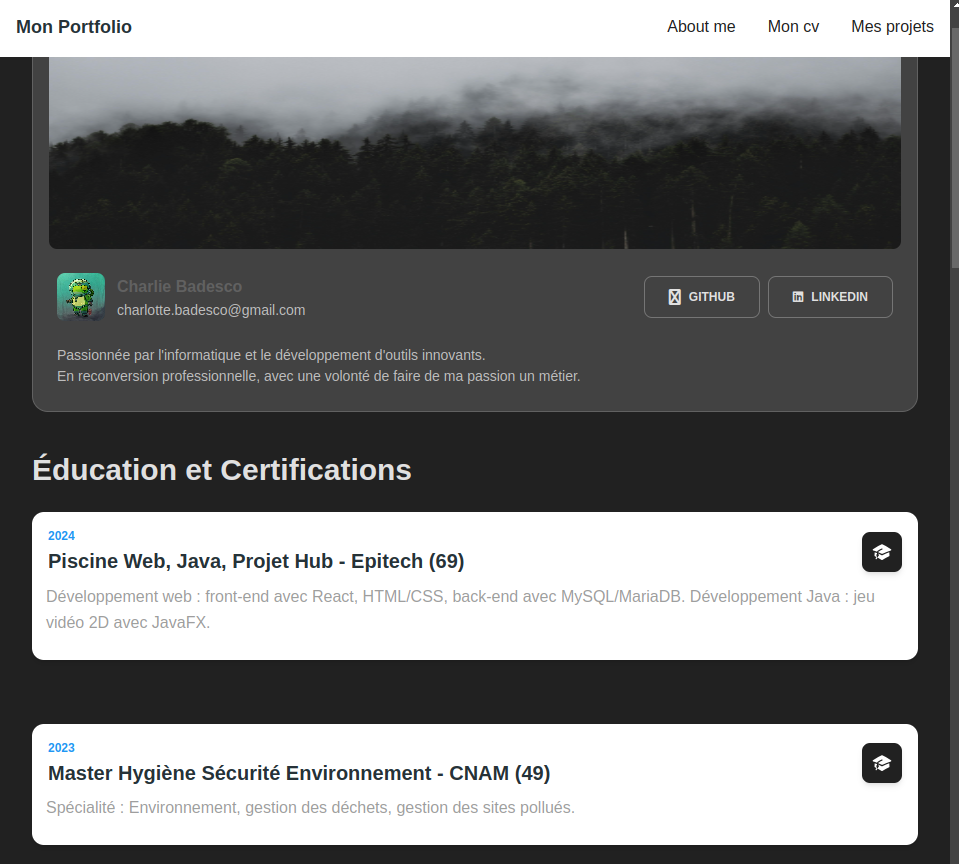 Mon Portfolio
About me
Mon cv
Mes projets
Charlie Badesco
charlotte.badesco@gmail.com
GITHUB
LINKEDIN
Passionnée par l'informatique et le développement d'outils innovants.
En reconversion professionnelle, avec une volonté de faire de ma passion un métier.
Éducation et Certifications
2024
Piscine Web, Java, Projet Hub - Epitech (69)
Développement web : front-end avec React, HTML/CSS, back-end avec MySQL/MariaDB. Développement Java : jeu
vidéo 2D avec JavaFX.
2023
Master Hygiène Sécurité Environnement - CNAM (49)
Spécialité : Environnement, gestion des déchets, gestion des sites pollués.